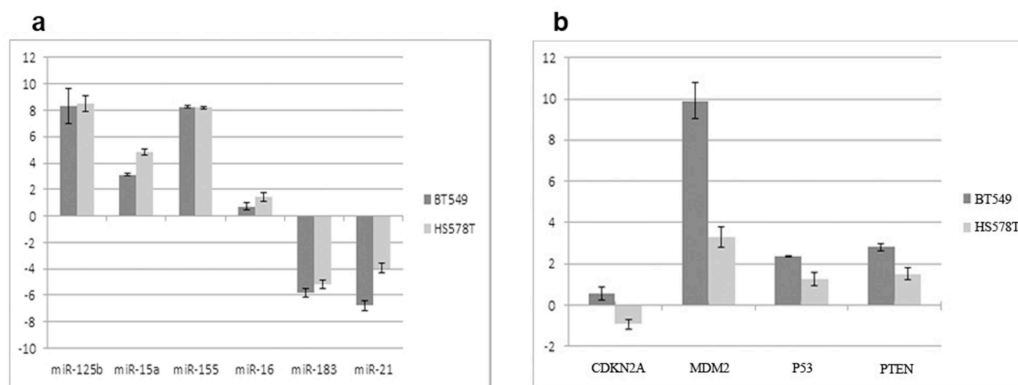 a
12
10
8
6
4
2
0
-2
-4
-6
-8
-10
miR-125b miR-15a miR-155 miR-16 miR-183 miR-21
BT549
HS578T
b
12
10
8
6
4
2
0
-2
CDKN2A MDM2 P53 PTEN
BT549
HS578T